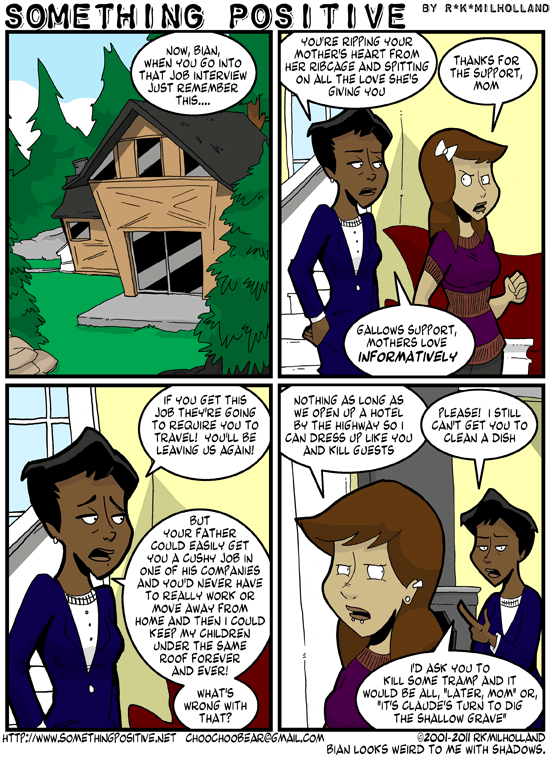 SOMETHING POSITIVE BY R*K*MILHOLLAND
NOW, BIAN,
WHEN YOU GO INTO
THAT JOB INTERVIEW
JUST REMEMBER
THIS....
YOU'RE RIPPING YOUR
MOTHER'S HEART FROM
HER RIBCAGE AND SPITTING
ON ALL THE LOVE SHE'S
GIVING YOU
THANKS FOR
THE SUPPORT,
MOM
GALLOWS SUPPORT,
MOTHERS LOVE
INFORMATIVELY
IF YOU GET THIS
JOB THEY'RE GOING
TO REQUIRE YOU TO
TRAVEL! YOU'LL BE
LEAVING US AGAIN!
BUT
YOUR FATHER
COULD EASILY GET
YOU A CUSHY JOB IN
ONE OF HIS COMPANIES
AND YOU'D NEVER HAVE
TO REALLY WORK OR
MOVE AWAY FROM
HOME AND THEN I COULD
KEEP MY CHILDREN
UNDER THE SAME
ROOF FOREVER
AND EVER!
WHAT'S
WRONG WITH
THAT?
NOTHING AS LONG AS
WE OPEN UP A HOTEL
BY THE HIGHWAY SO I
CAN DRESS UP LIKE YOU
AND KILL GUESTS
PLEASE! I STILL
CAN'T GET YOU TO
CLEAN A DISH
I'D ASK YOU TO
KILL SOME TRAMP AND IT
WOULD BE ALL, "LATER, MOM" OR,
"IT'S CLAUDE'S TURN TO DIG
THE SHALLOW GRAVE"
HTTP://WWW.SOMETHINGPOSITIVE.NET CHOOCHOOBEAR@GMAIL.COM ©2001-2011 RKMILHOLLAND
BIAN LOOKS WEIRD TO ME WITH SHADOWS.